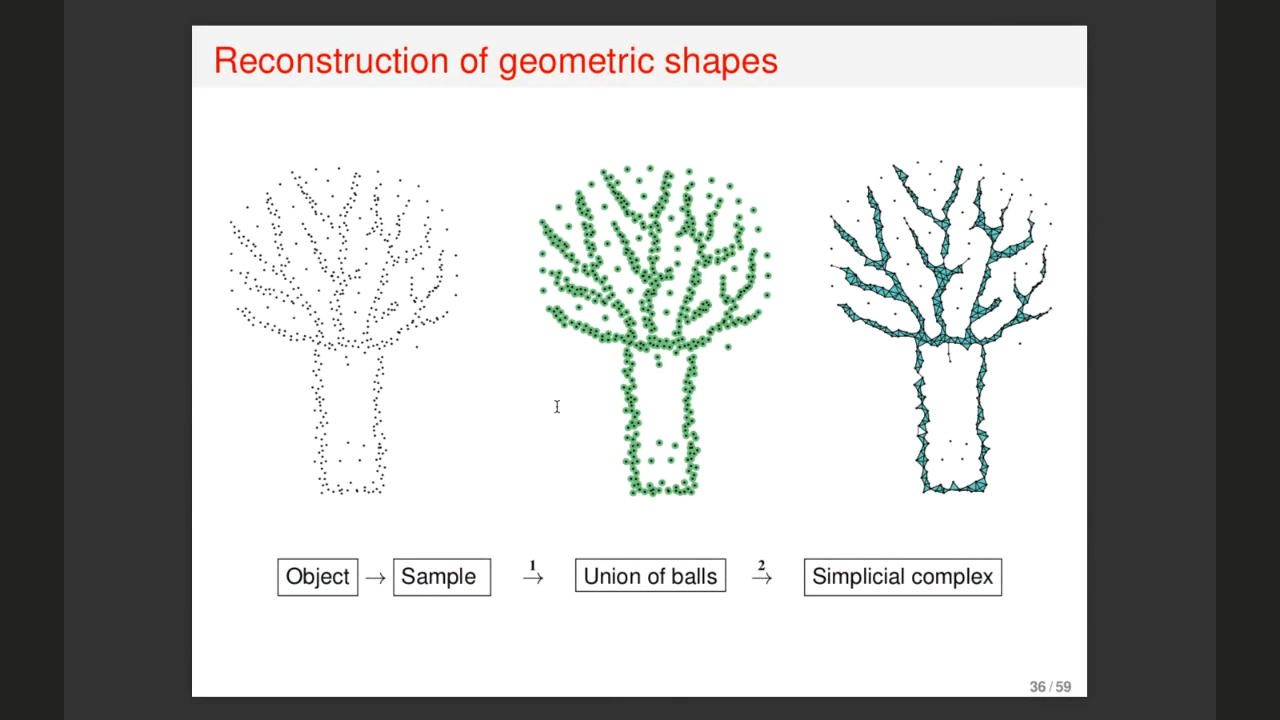 Reconstruction of geometric shapes
1 2
Object → Sample → Union of balls → Simplicial complex
36 / 59